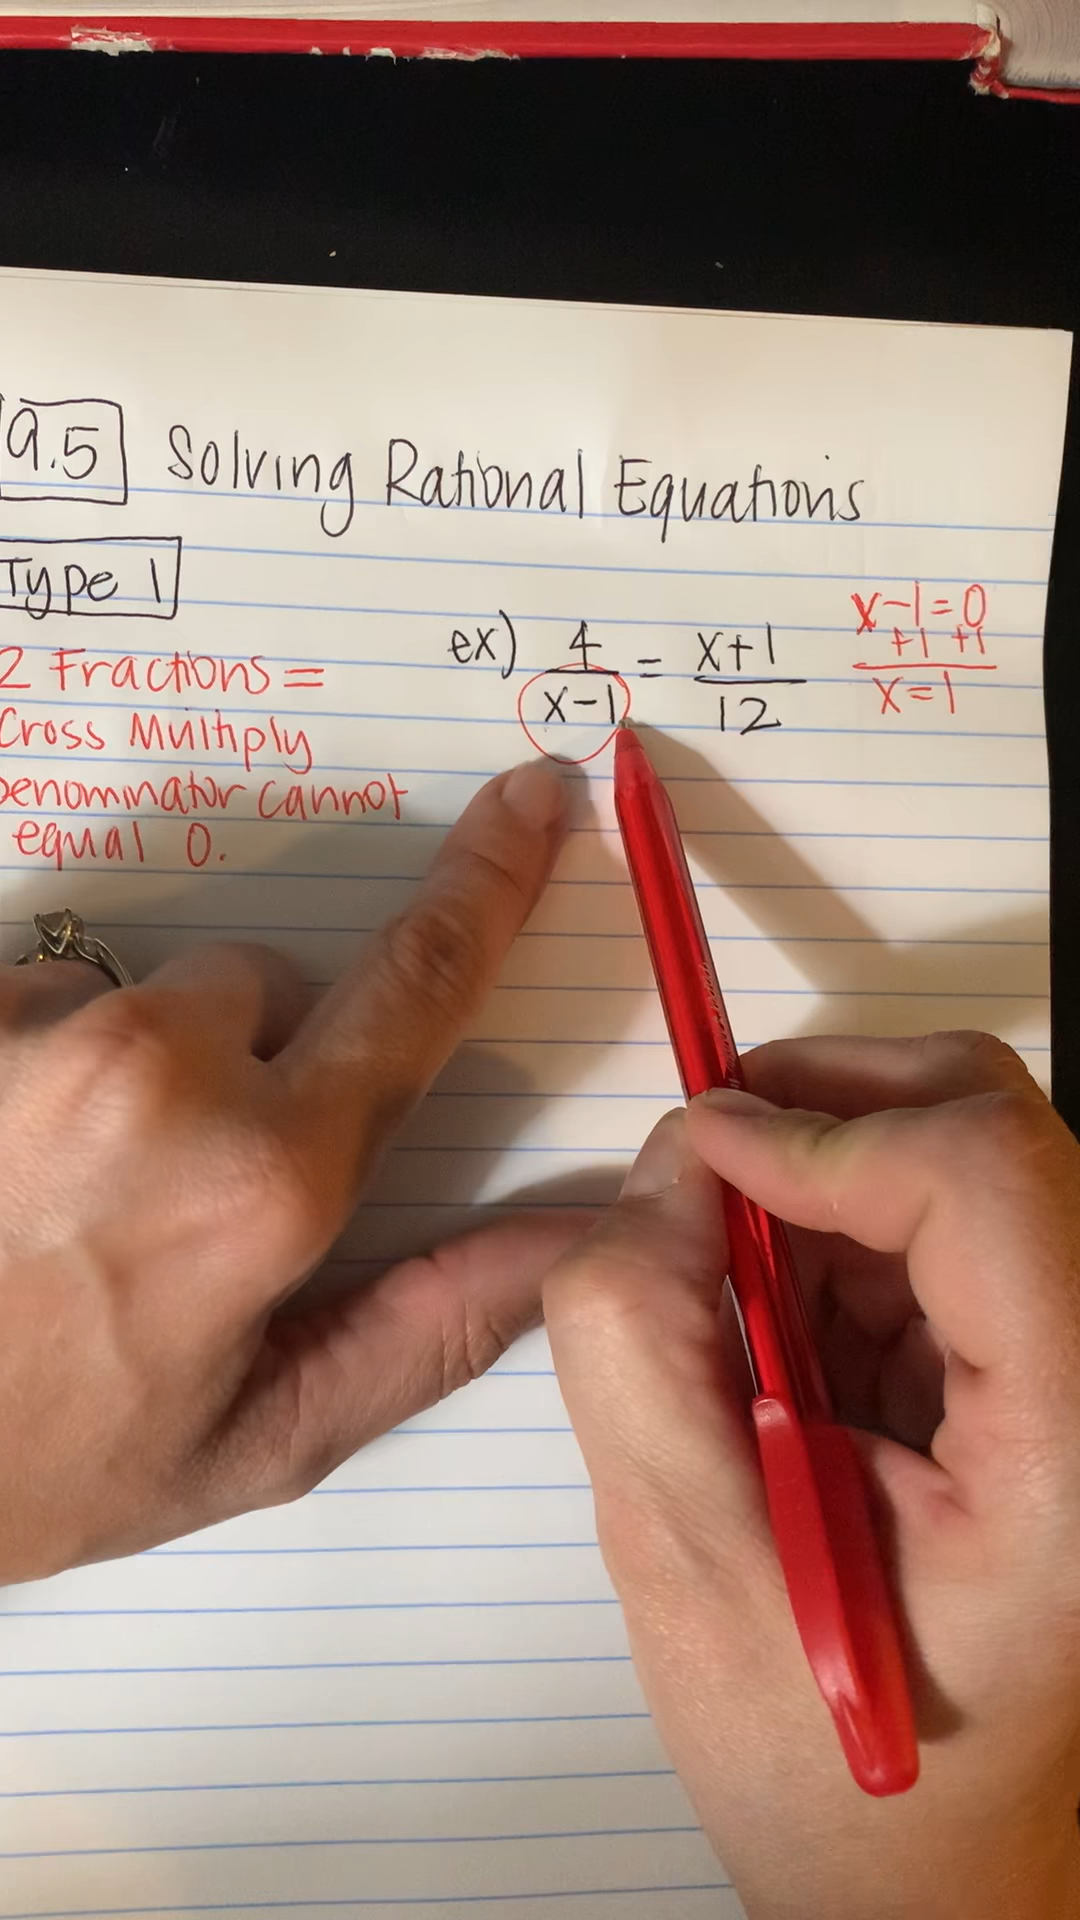 9.5 Solving Rational Equations
Type 1
2 Fractions =
Cross Multiply
Denominator cannot
equal 0.
ex) 4/x-1 = x+1/12
x-1=0
+1 +1
x=1